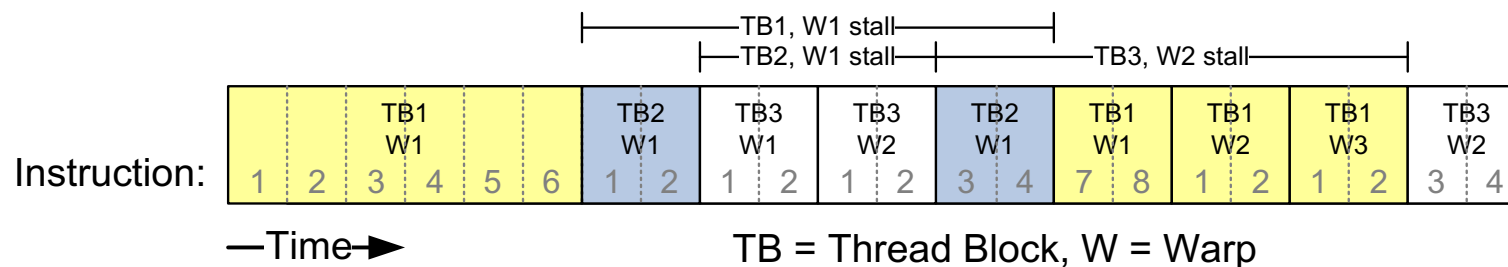 TB1, W1 stall
TB2, W1 stall TB3, W2 stall
TB1 TB2 TB3 TB3 TB2 TB1 TB1 TB1 TB3
W1 W1 W1 W2 W1 W1 W2 W3 W2
Instruction: 1 2 3 4 5 6 1 2 1 2 1 2 3 4 7 8 1 2 1 2 3 4
Time TB = Thread Block, W = Warp